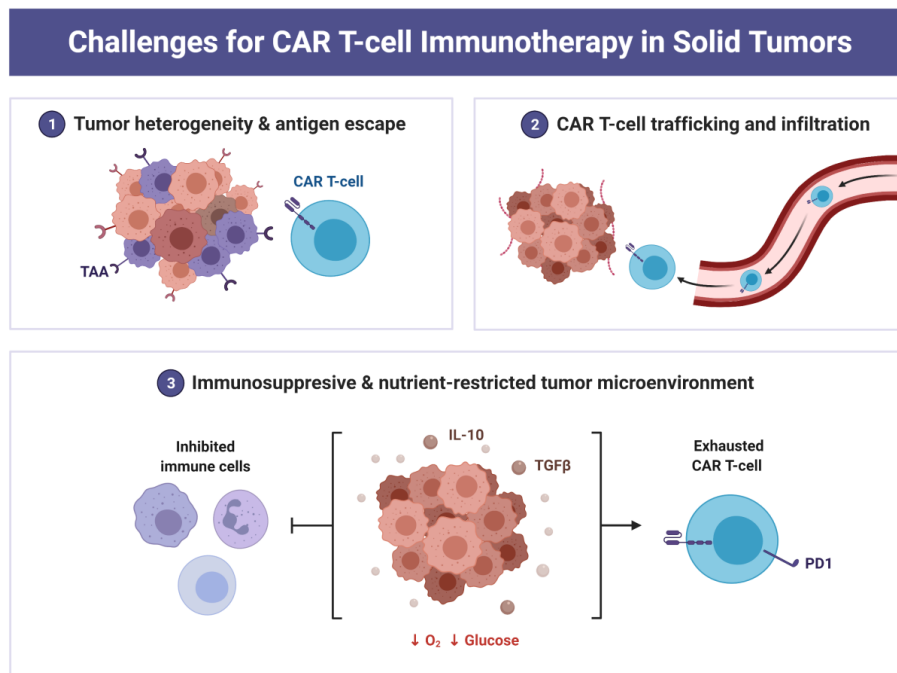 Challenges for CAR T-cell Immunotherapy in Solid Tumors
1 Tumor heterogeneity & antigen escape
CAR T-cell
TAA
2 CAR T-cell trafficking and infiltration
3 Immunosuppresive & nutrient-restricted tumor microenvironment
Inhibited
immune cells
IL-10
TGFβ
↓ O₂ ↓ Glucose
Exhausted
CAR T-cell
PD1